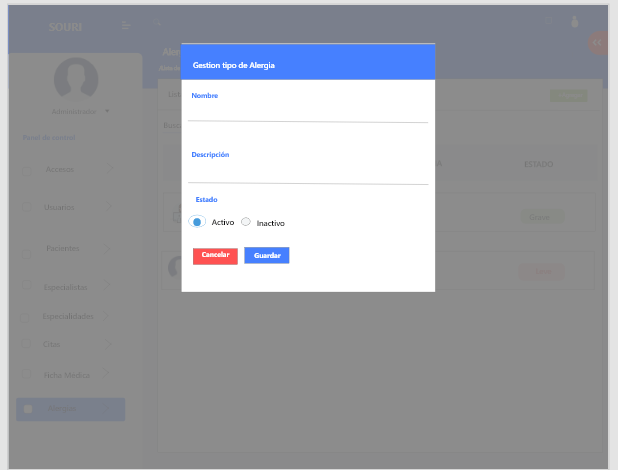 SOURF
Gestion tipo de Alergia
Nombre
Descripción
Estado
Activo
Inactivo
Cancelar
Guardar
Administrador
Panel de control
Accesos
Usuarios
Pacientes
Especialistas
Especialidades
Citas
Ficha Medica
Alergias
ESTADO